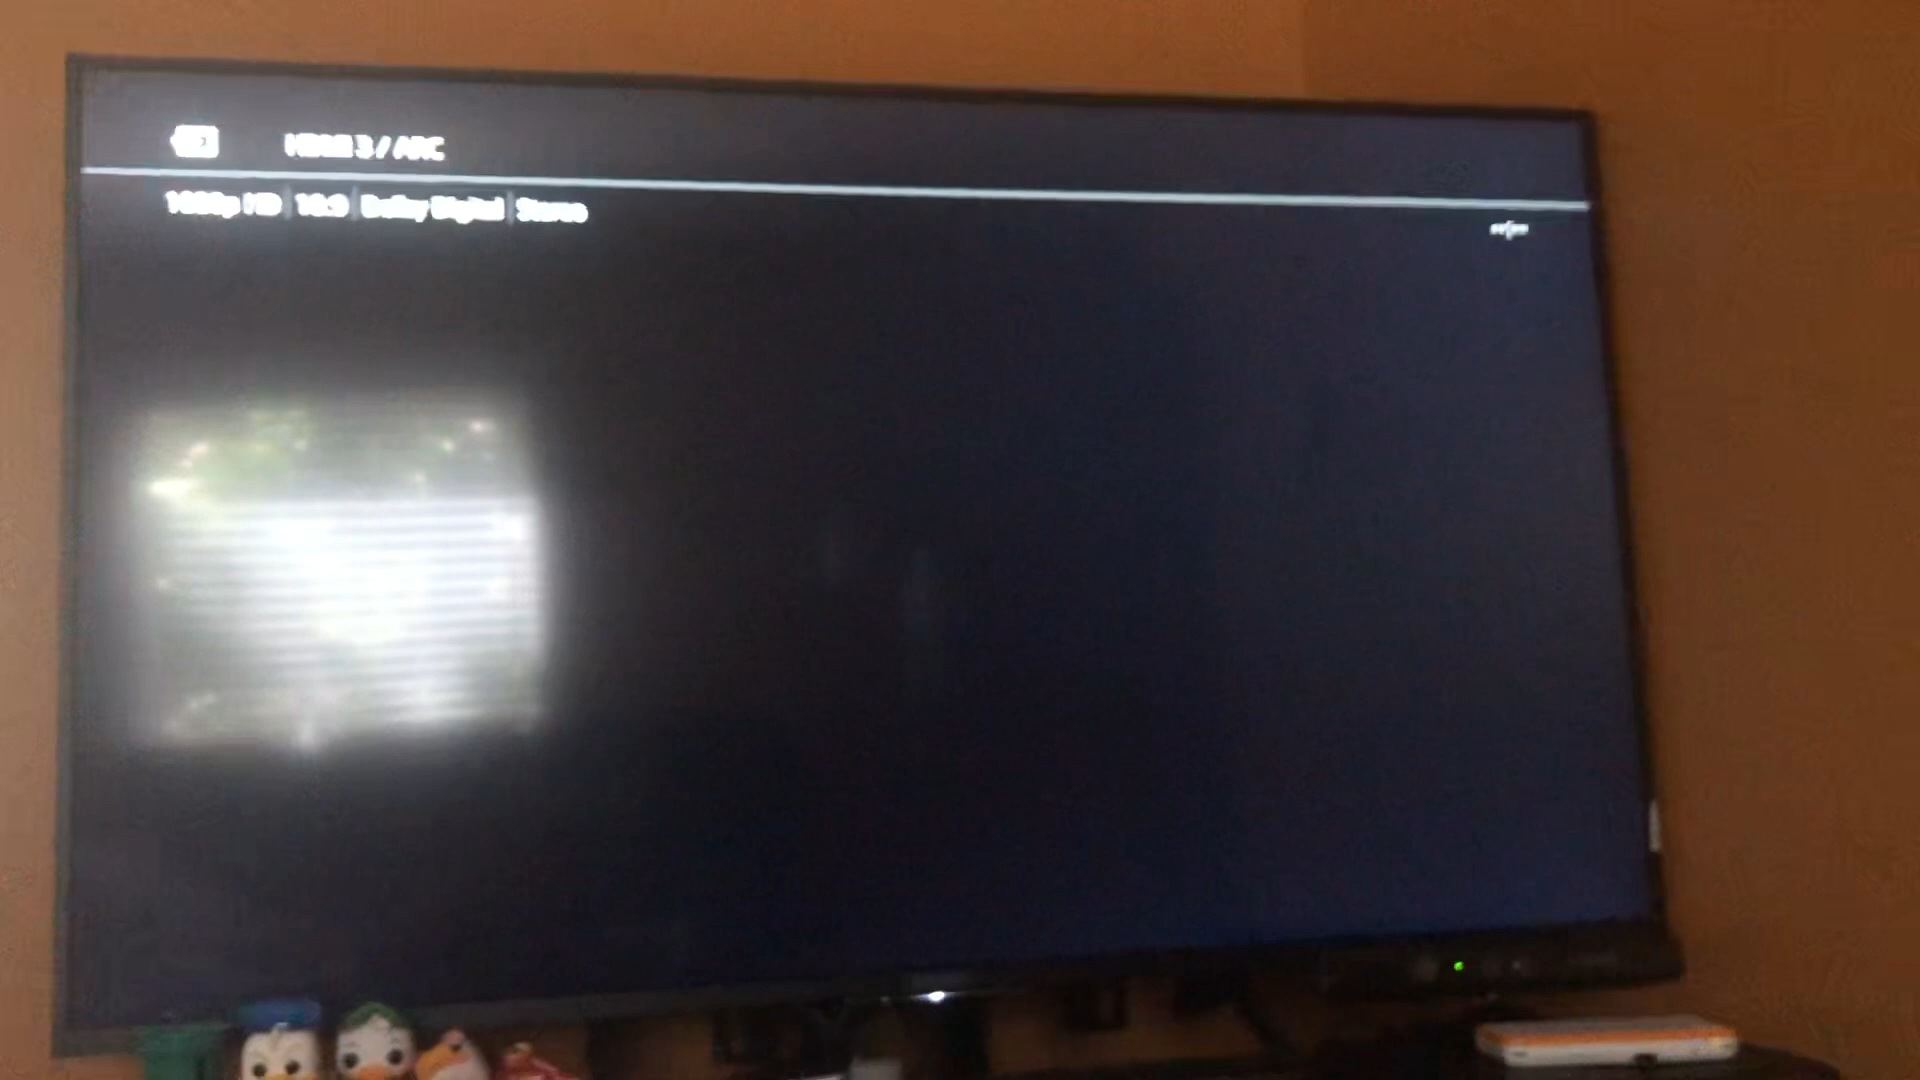 HDMI 3 / ARC
1080p HD | 16:9 | Dolby Digital | Stereo